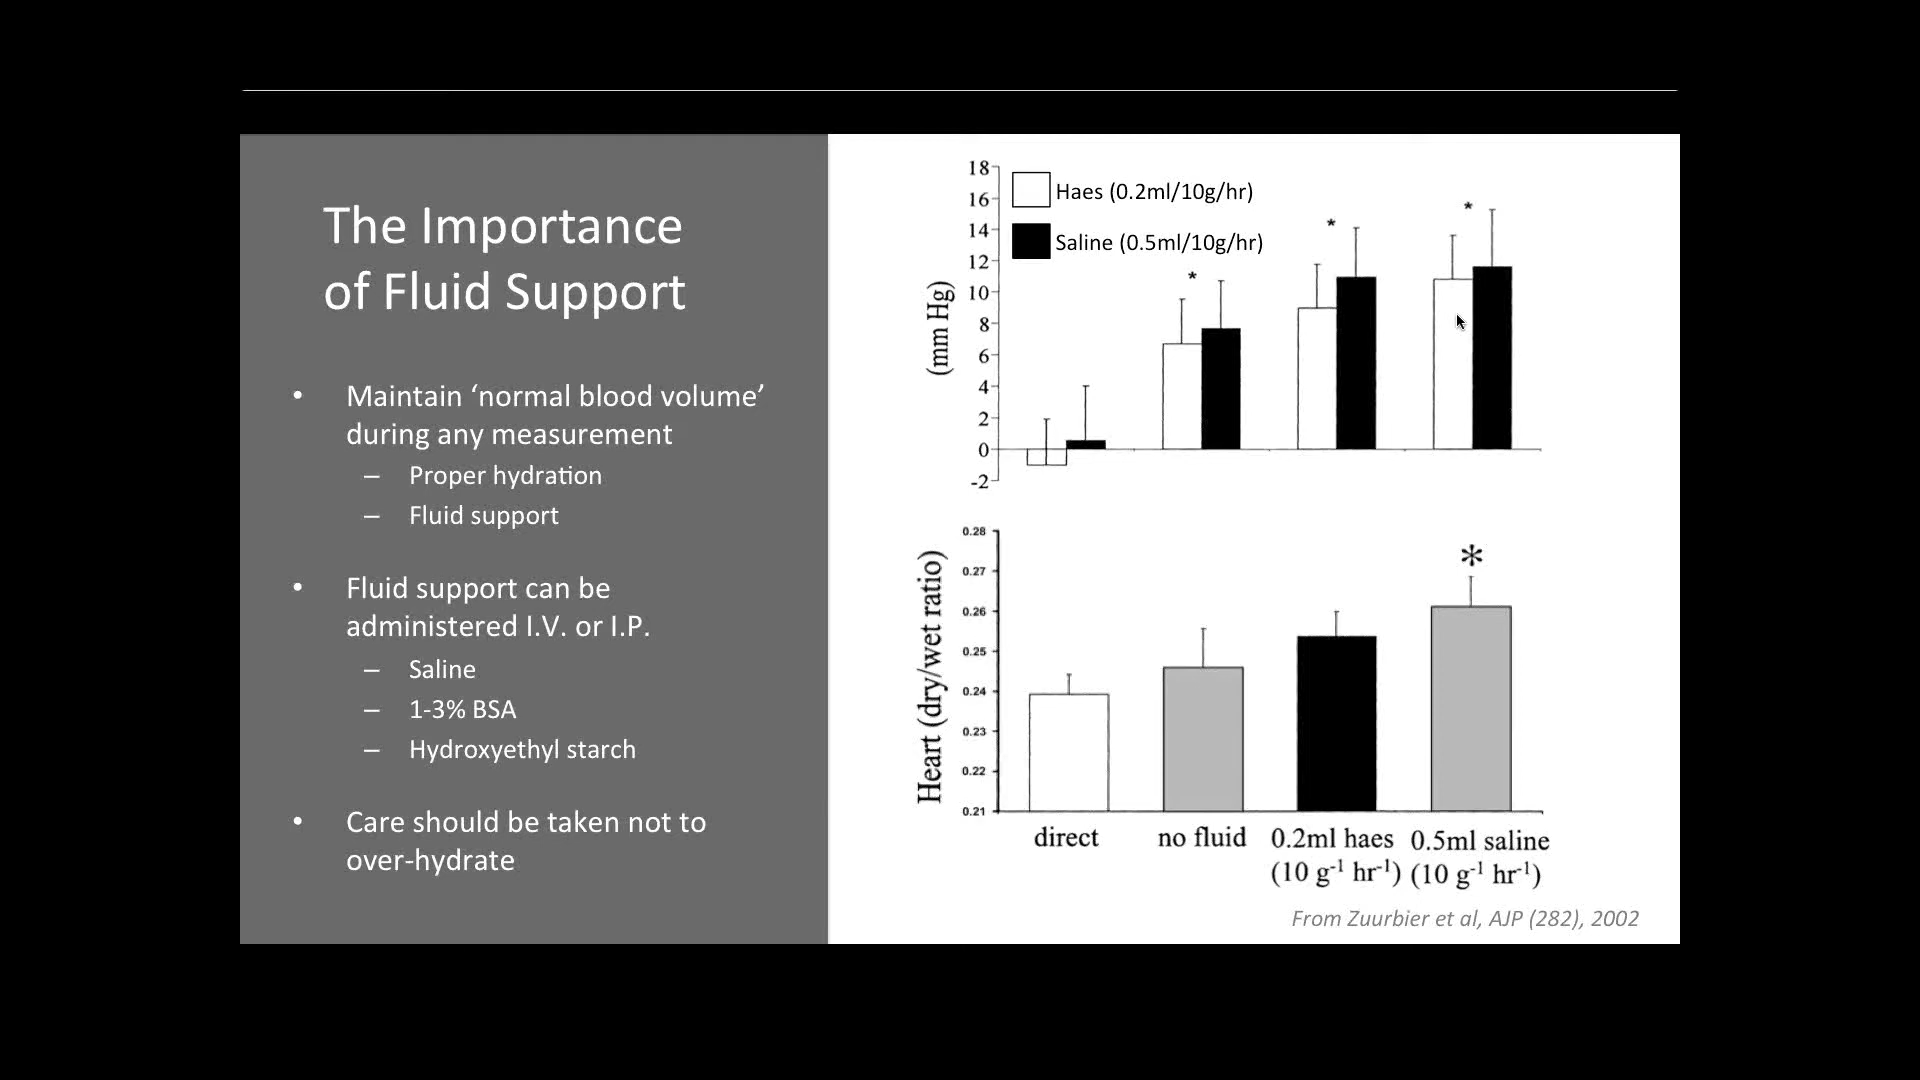 The Importance
of Fluid Support
• Maintain ‘normal blood volume’
during any measurement
– Proper hydration
– Fluid support
• Fluid support can be
administered I.V. or I.P.
– Saline
– 1-3% BSA
– Hydroxyethyl starch
• Care should be taken not to
over-hydrate
18
16
14
12
10
8
6
4
2
0
-2
(mm Hg)
Haes (0.2ml/10g/hr)
Saline (0.5ml/10g/hr)
* * *
0.28
0.27
0.26
0.25
0.24
0.23
0.22
0.21
Heart (dry/wet ratio)
*
direct no fluid 0.2ml haes 0.5ml saline
(10 g⁻¹ hr⁻¹) (10 g⁻¹ hr⁻¹)
From Zuurbier et al, AJP (282), 2002